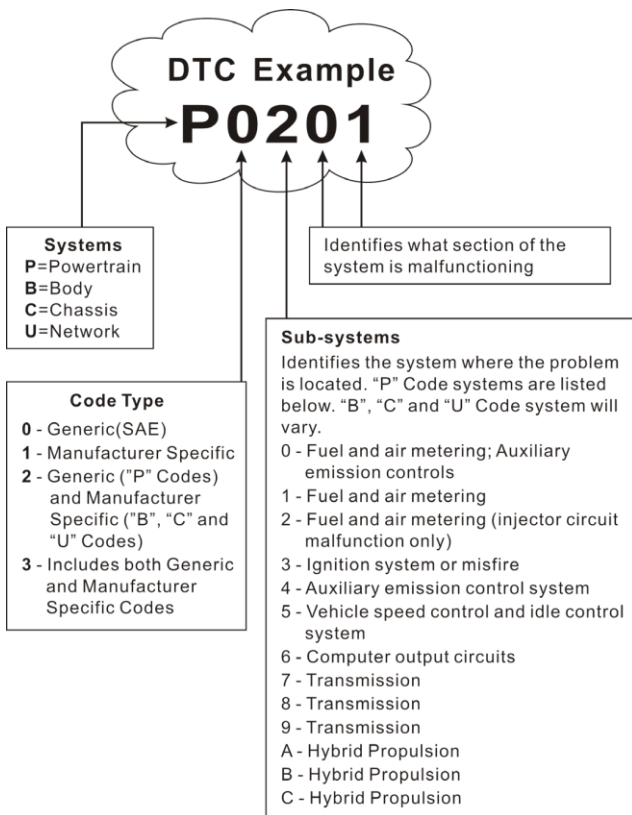 DTC Example
P0201
Systems
P=Powertrain
B=Body
C=Chassis
U=Network
Identifies what section of the
system is malfunctioning
Code Type
0 - Generic(SAE)
1 - Manufacturer Specific
2 - Generic ("P" Codes)
and Manufacturer
Specific ("B", "C" and
"U" Codes)
3 - Includes both Generic
and Manufacturer
Specific Codes
Sub-systems
Identifies the system where the problem
is located. “P” Code systems are listed
below. “B”, “C” and “U” Code system will
vary.
0 - Fuel and air metering; Auxiliary
emission controls
1 - Fuel and air metering
2 - Fuel and air metering (injector circuit
malfunction only)
3 - Ignition system or misfire
4 - Auxiliary emission control system
5 - Vehicle speed control and idle control
system
6 - Computer output circuits
7 - Transmission
8 - Transmission
9 - Transmission
A - Hybrid Propulsion
B - Hybrid Propulsion
C - Hybrid Propulsion